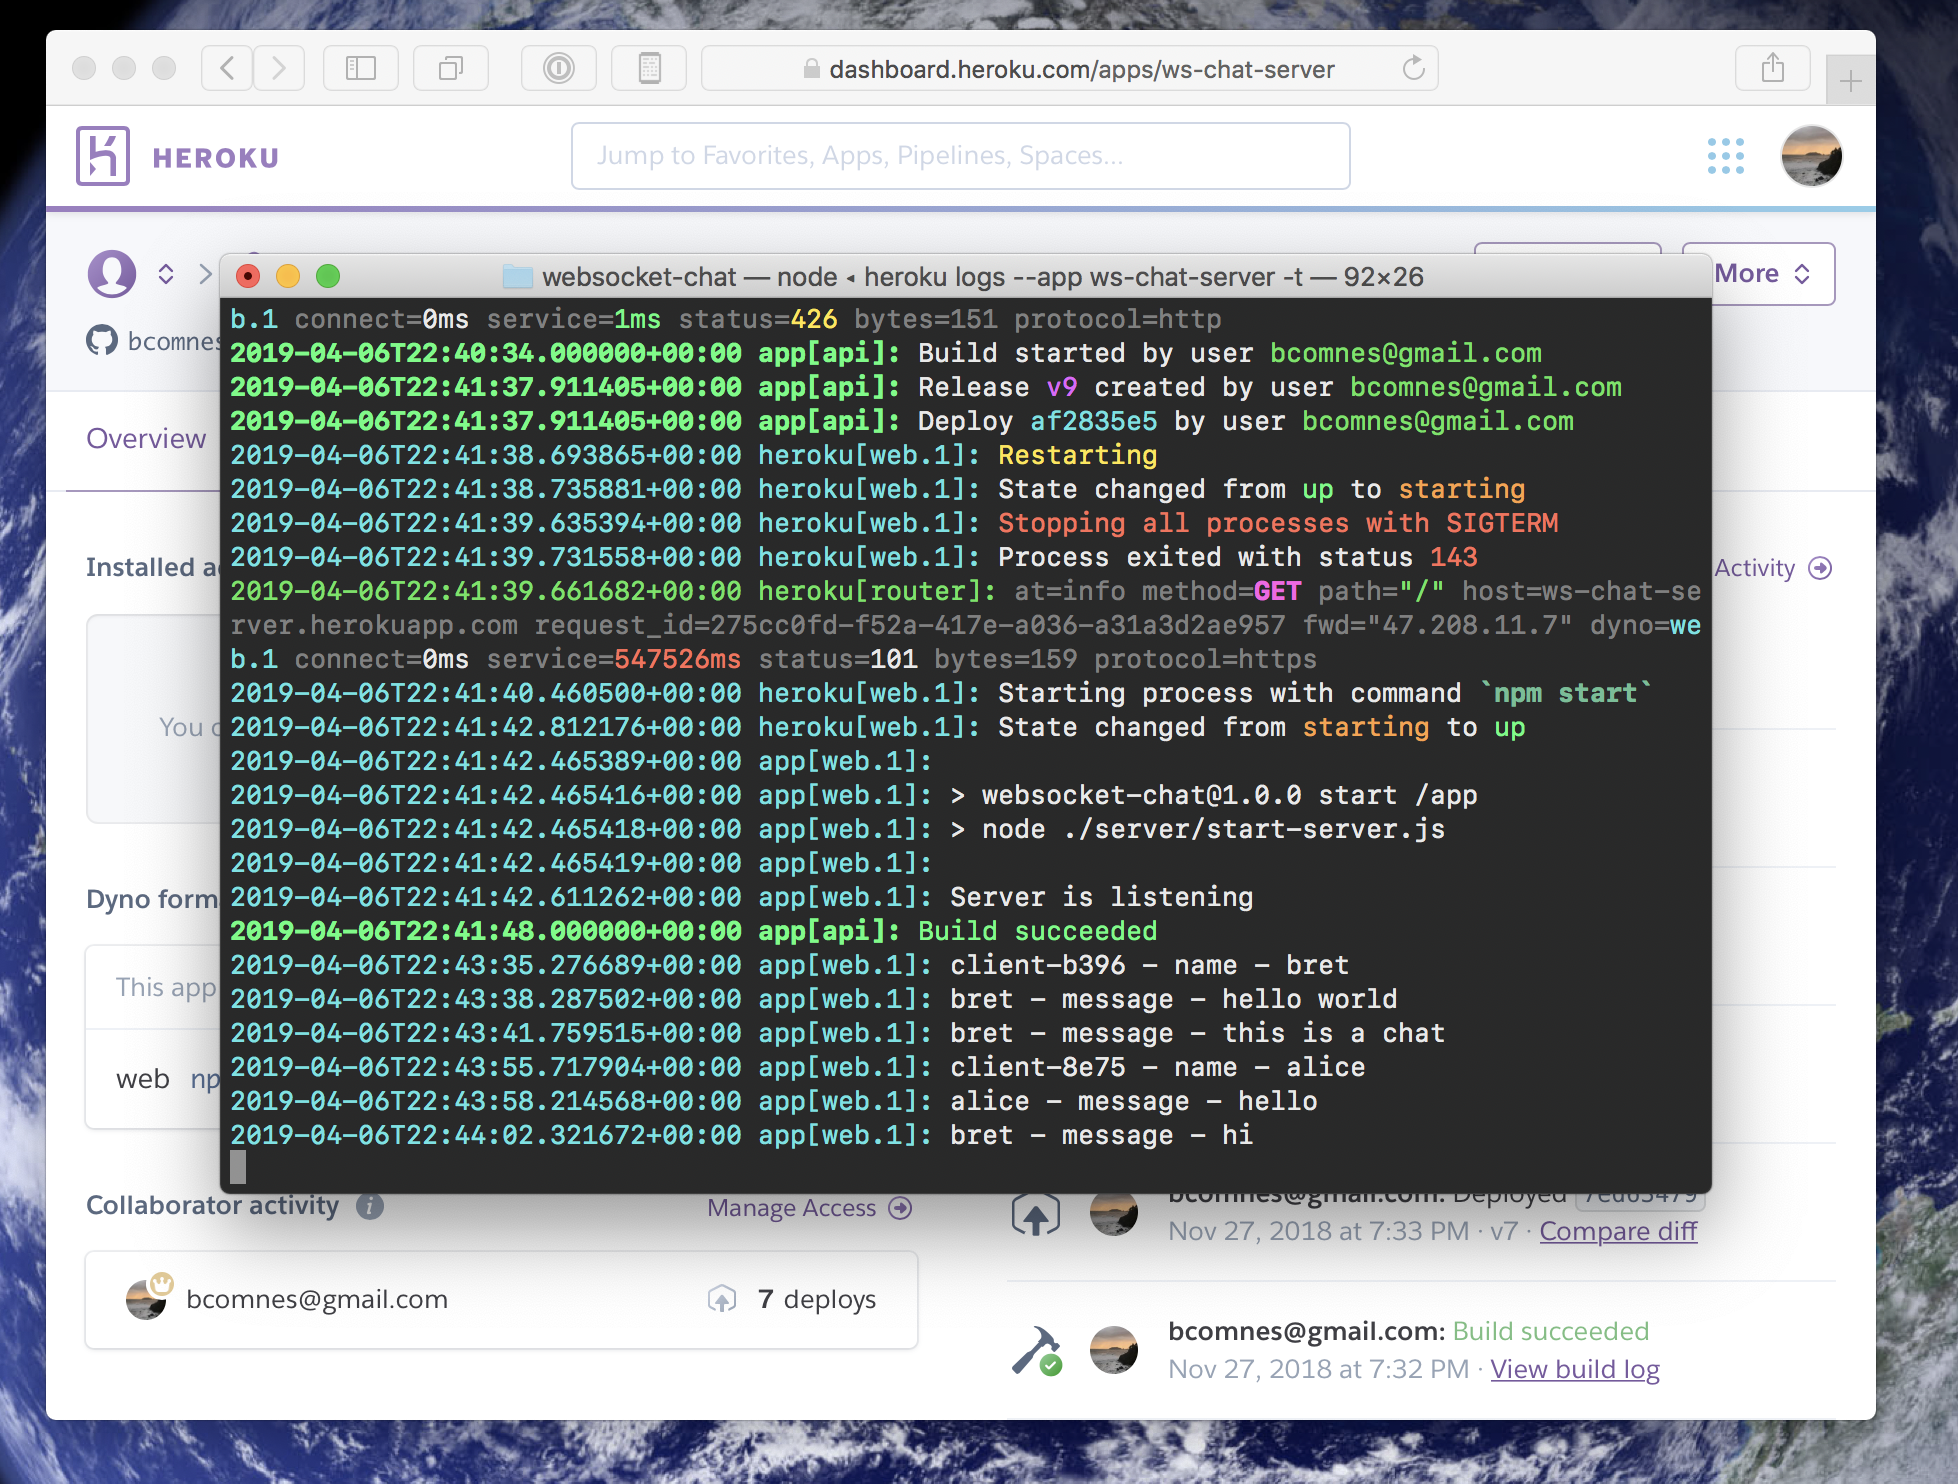 dashboard.heroku.com/apps/ws-chat-server
HEROKU
Jump to Favorites, Apps, Pipelines, Spaces...
More
bcomnes
websocket-chat — node ◂ heroku logs --app ws-chat-server -t — 92×26
b.1 connect=0ms service=1ms status=426 bytes=151 protocol=http
2019-04-06T22:40:34.000000+00:00 app[api]: Build started by user bcomnes@gmail.com
2019-04-06T22:41:37.911405+00:00 app[api]: Release v9 created by user bcomnes@gmail.com
2019-04-06T22:41:37.911405+00:00 app[api]: Deploy af2835e5 by user bcomnes@gmail.com
2019-04-06T22:41:38.693865+00:00 heroku[web.1]: Restarting
2019-04-06T22:41:38.735881+00:00 heroku[web.1]: State changed from up to starting
2019-04-06T22:41:39.635394+00:00 heroku[web.1]: Stopping all processes with SIGTERM
2019-04-06T22:41:39.731558+00:00 heroku[web.1]: Process exited with status 143
2019-04-06T22:41:39.661682+00:00 heroku[router]: at=info method=GET path="/" host=ws-chat-se
rver.herokuapp.com request_id=275cc0fd-f52a-417e-a036-a31a3d2ae957 fwd="47.208.11.7" dyno=we
b.1 connect=0ms service=547526ms status=101 bytes=159 protocol=https
2019-04-06T22:41:40.460500+00:00 heroku[web.1]: Starting process with command `npm start`
2019-04-06T22:41:42.812176+00:00 heroku[web.1]: State changed from starting to up
2019-04-06T22:41:42.465389+00:00 app[web.1]:
2019-04-06T22:41:42.465416+00:00 app[web.1]: > websocket-chat@1.0.0 start /app
2019-04-06T22:41:42.465418+00:00 app[web.1]: > node ./server/start-server.js
2019-04-06T22:41:42.465419+00:00 app[web.1]:
2019-04-06T22:41:42.611262+00:00 app[web.1]: Server is listening
2019-04-06T22:41:48.000000+00:00 app[api]: Build succeeded
2019-04-06T22:43:35.276689+00:00 app[web.1]: client-b396 - name - bret
2019-04-06T22:43:38.287502+00:00 app[web.1]: bret - message - hello world
2019-04-06T22:43:41.759515+00:00 app[web.1]: bret - message - this is a chat
2019-04-06T22:43:55.717904+00:00 app[web.1]: client-8e75 - name - alice
2019-04-06T22:43:58.214568+00:00 app[web.1]: alice - message - hello
2019-04-06T22:44:02.321672+00:00 app[web.1]: bret - message - hi
Overview
Installed a
Activity
You
Dyno form
This app
web np
Collaborator activity
Manage Access
bcomnes@gmail.com
7 deploys
bcomnes@gmail.com: Deployed 7ed63479
Nov 27, 2018 at 7:33 PM · v7 · Compare diff
bcomnes@gmail.com: Build succeeded
Nov 27, 2018 at 7:32 PM · View build log